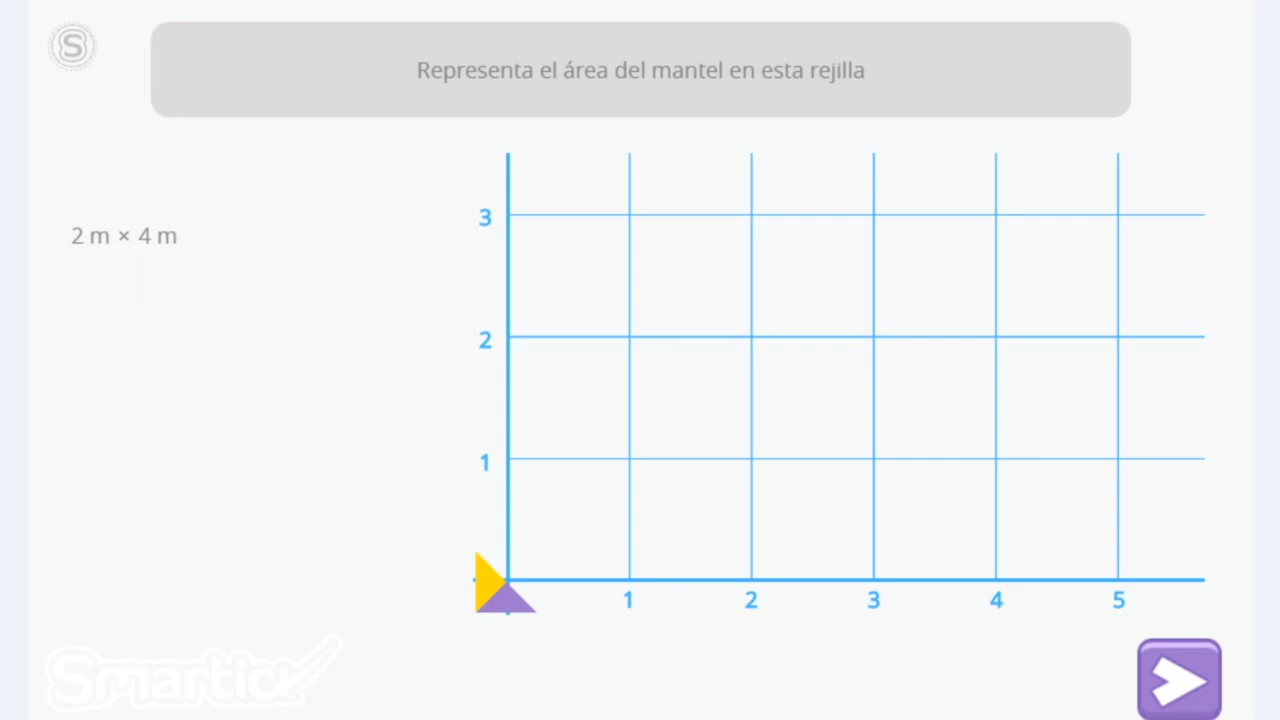 S
Representa el área del mantel en esta rejilla
2 m × 4 m
3
2
1
1 2 3 4 5
Smartick